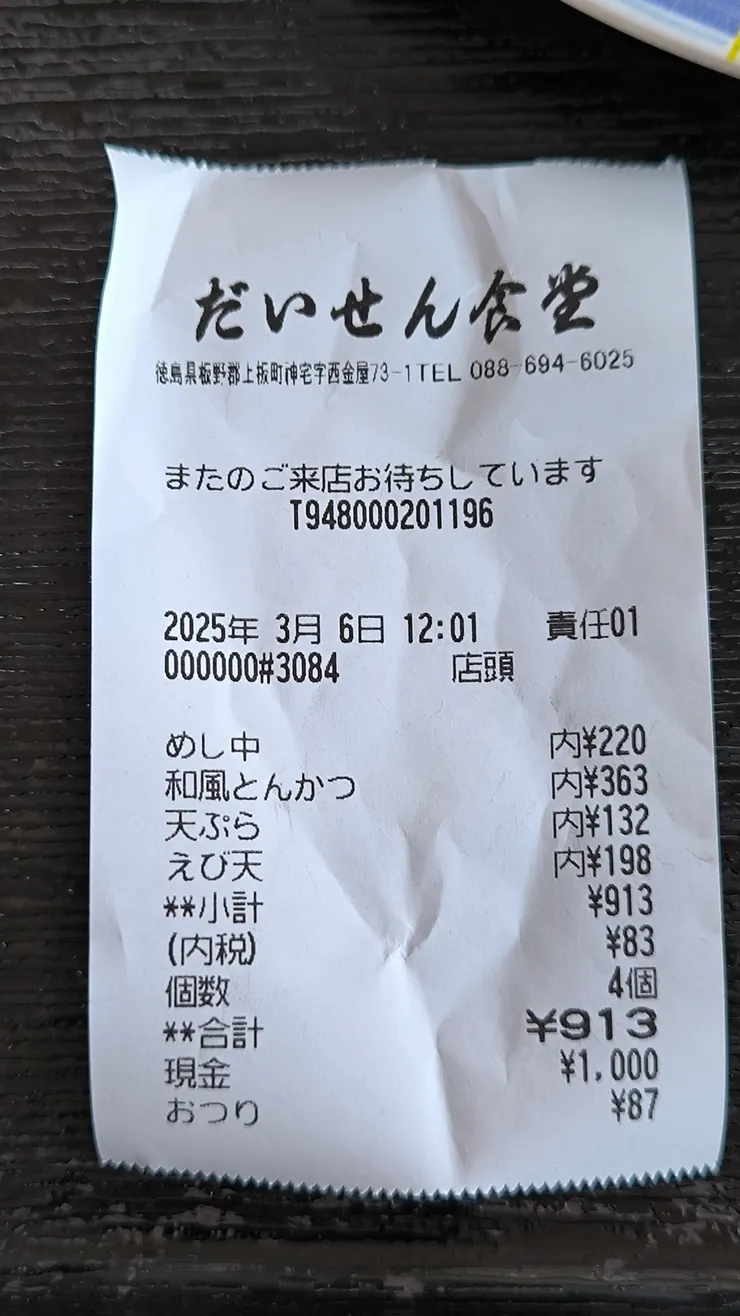 だいせん食堂
徳島県板野郡上板町神宅字西金屋73-1TEL 088-694-6025
またのご来店お待ちしています
T948000201196
2025年 3月 6日 12:01 責任01
000000#3084 店頭
めし中 内¥220
和風とんかつ 内¥363
天ぷら 内¥132
えび天 内¥198
**小計 ¥913
(内税) ¥83
個数 4個
**合計 ¥913
現金 ¥1,000
おつり ¥87